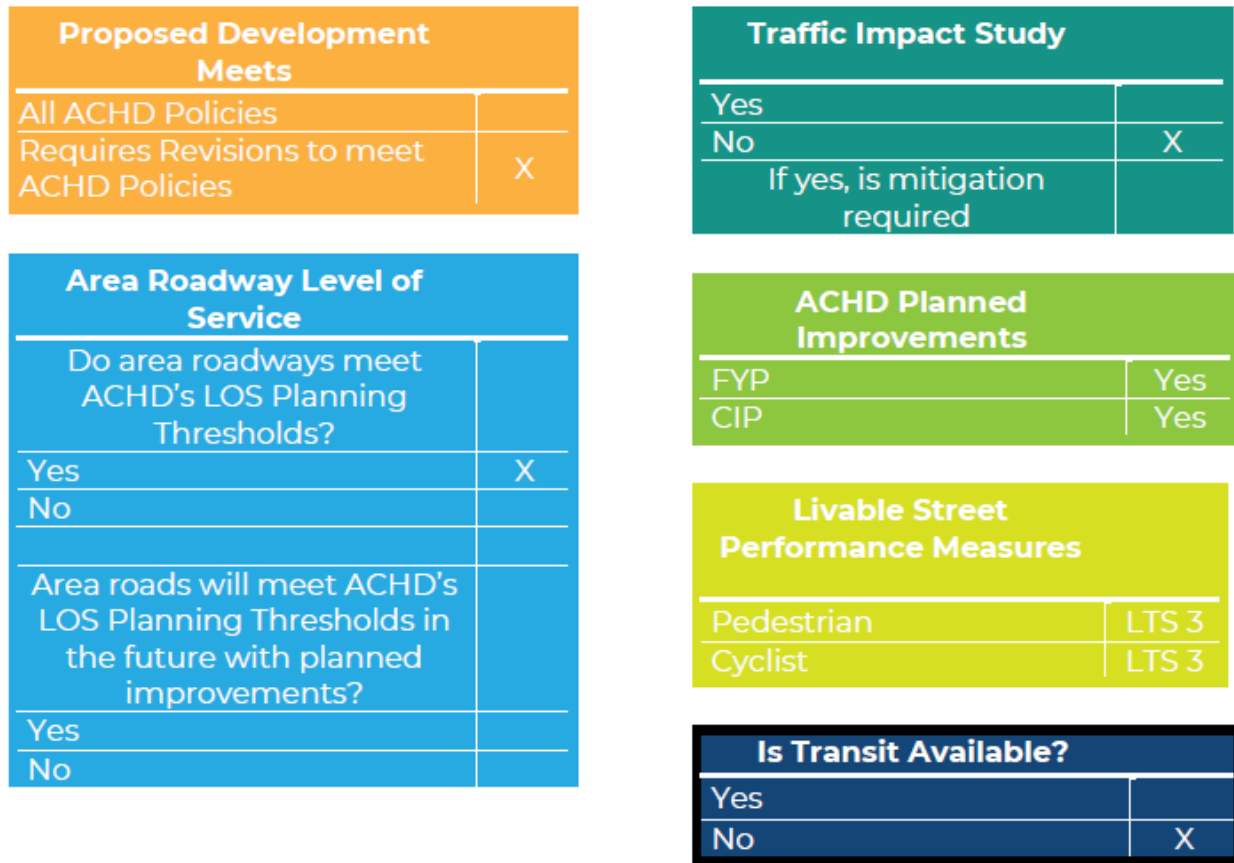 Proposed Development
Meets
All ACHD Policies
Requires Revisions to meet
ACHD Policies X
Area Roadway Level of
Service
Do area roadways meet
ACHD’s LOS Planning
Thresholds?
Yes X
No
Area roads will meet ACHD’s
LOS Planning Thresholds in
the future with planned
improvements?
Yes
No
Traffic Impact Study
Yes
No X
If yes, is mitigation
required
ACHD Planned
Improvements
FYP Yes
CIP Yes
Livable Street
Performance Measures
Pedestrian LTS 3
Cyclist LTS 3
Is Transit Available?
Yes
No X